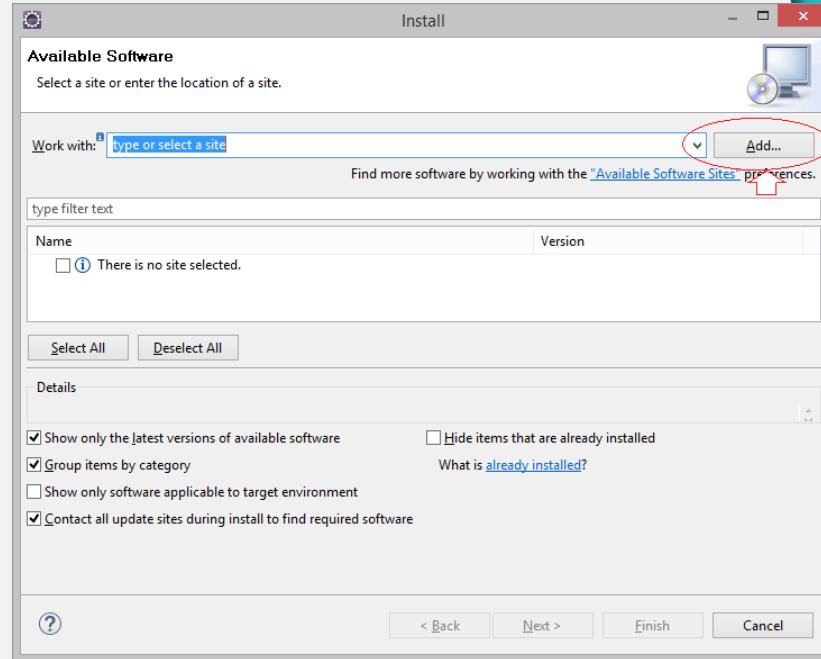 Install
Available Software
Select a site or enter the location of a site.
Work with: type or select a site Add...
Find more software by working with the "Available Software Sites" preferences.
type filter text
Name Version
There is no site selected.
Select All Deselect All
Details
Show only the latest versions of available software Hide items that are already installed
Group items by category What is already installed?
Show only software applicable to target environment
Contact all update sites during install to find required software
< Back Next > Finish Cancel